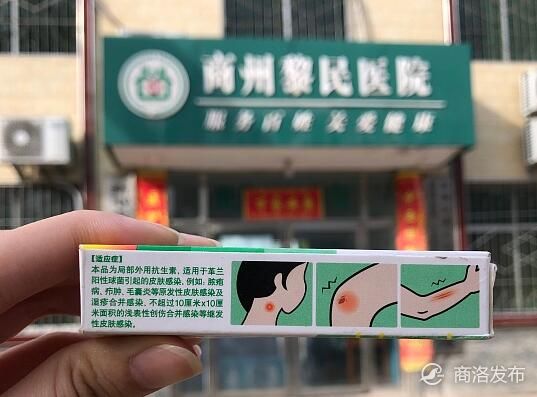 商州黎民医院
服务百姓 关爱健康
【适应症】
本品为局部外用抗生素，适用于革兰
阳性球菌引起的皮肤感染，例如：脓疱
病、疖肿、毛囊炎等原发性皮肤感染及
湿疹合并感染、不超过10厘米x10厘
米面积的浅表性创伤合并感染等继发
性皮肤感染。
商洛发布